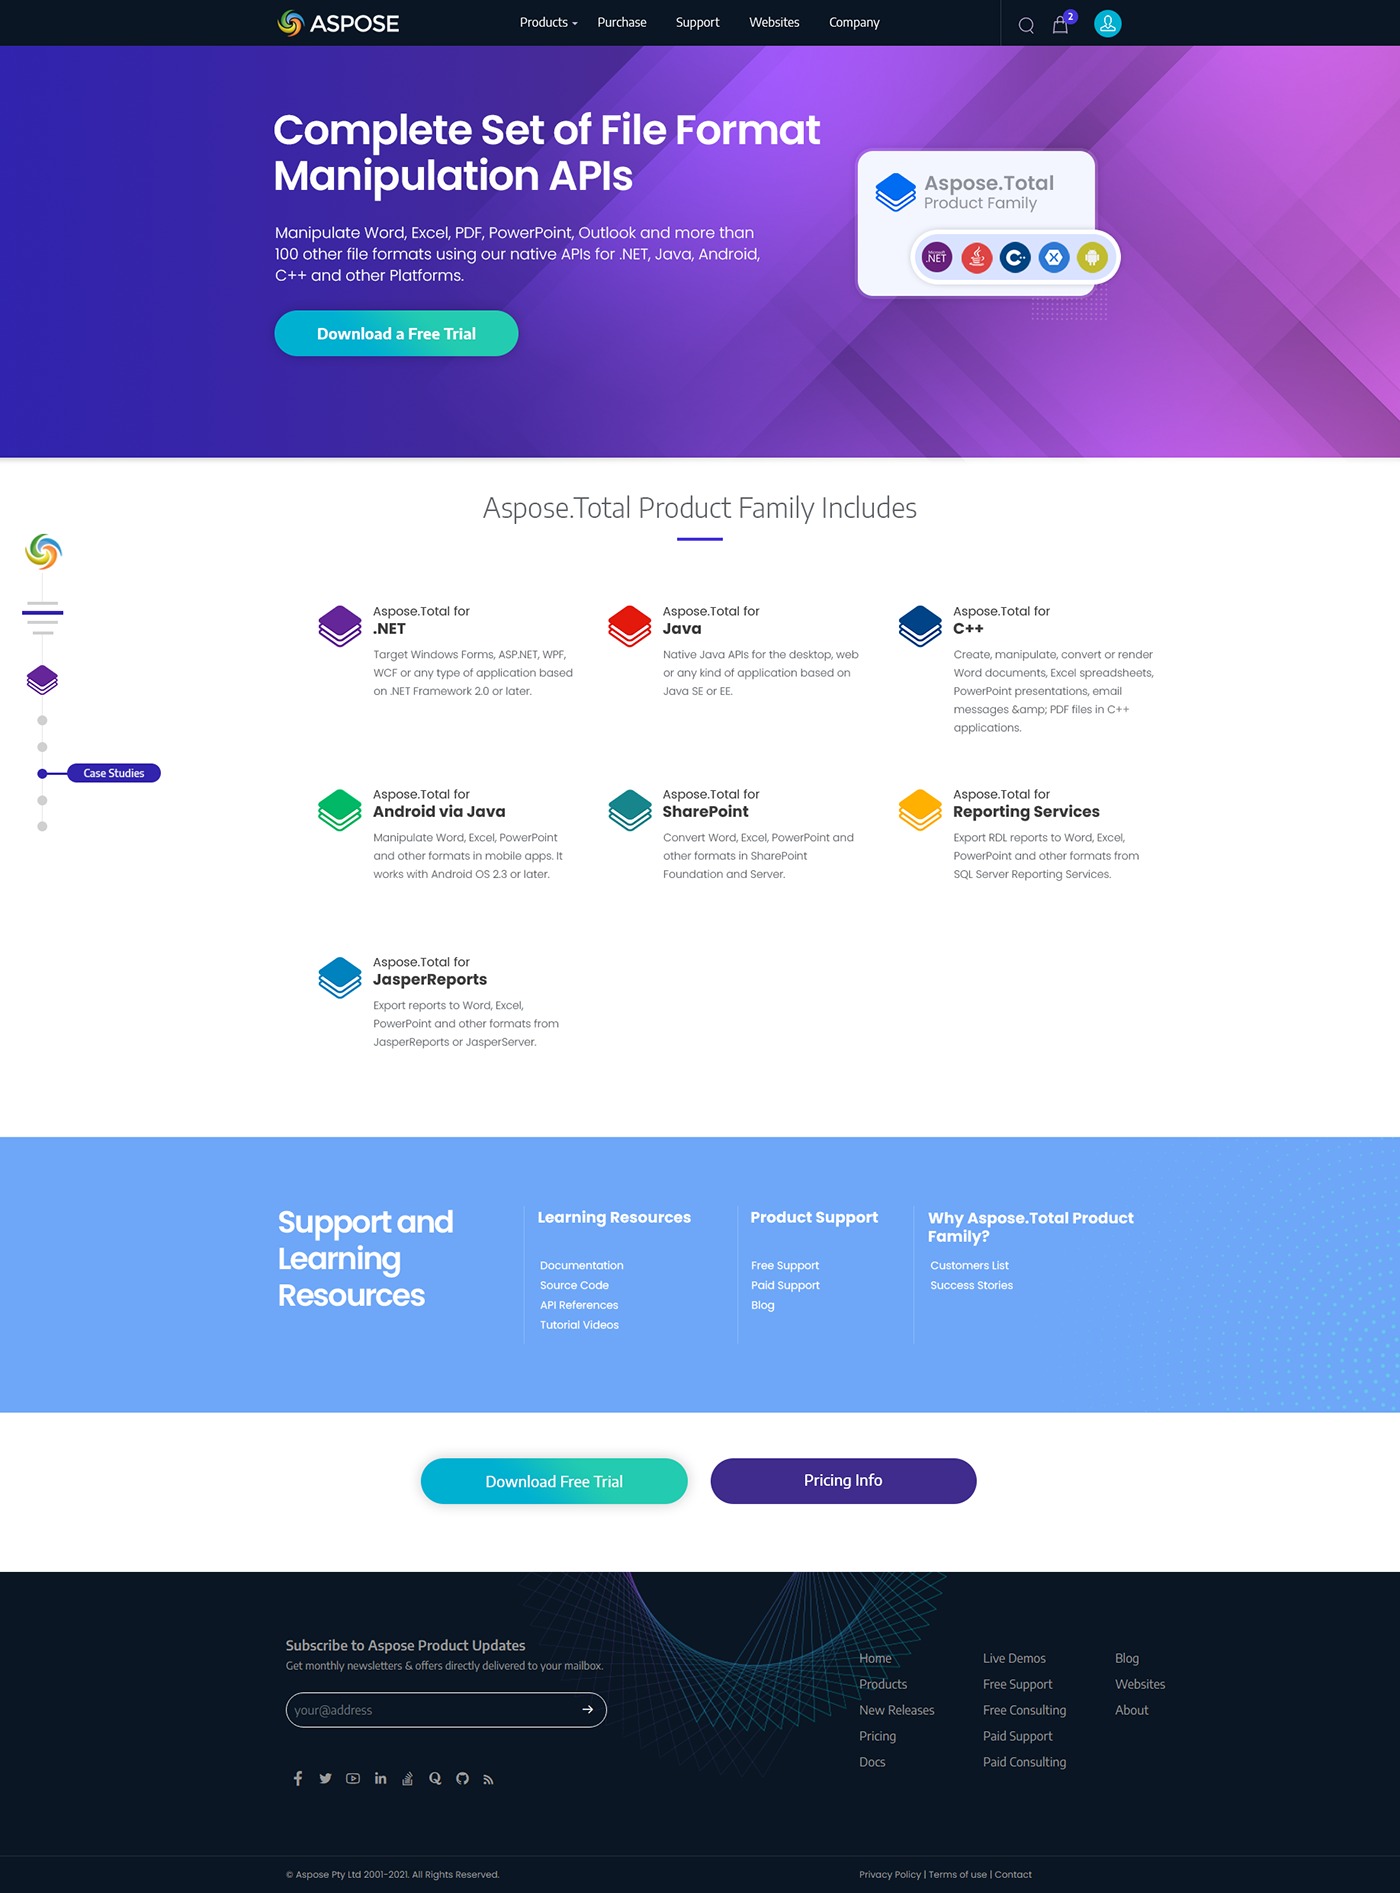 ASPOSE
Products
Purchase
Support
Websites
Company
2
Complete Set of File Format
Manipulation APIs
Manipulate Word, Excel, PDF, PowerPoint, Outlook and more than
100 other file formats using our native APIs for .NET, Java, Android,
C++ and other Platforms.
Download a Free Trial
Aspose.Total
Product Family
Microsoft
.NET
Aspose.Total Product Family Includes
Aspose.Total for
.NET
Target Windows Forms, ASP.NET, WPF,
WCF or any type of application based
on .NET Framework 2.0 or later.
Aspose.Total for
Java
Native Java APIs for the desktop, web
or any kind of application based on
Java SE or EE.
Aspose.Total for
C++
Create, manipulate, convert or render
Word documents, Excel spreadsheets,
PowerPoint presentations, email
messages &amp; PDF files in C++
applications.
Case Studies
Aspose.Total for
Android via Java
Manipulate Word, Excel, PowerPoint
and other formats in mobile apps. It
works with Android OS 2.3 or later.
Aspose.Total for
SharePoint
Convert Word, Excel, PowerPoint and
other formats in SharePoint
Foundation and Server.
Aspose.Total for
Reporting Services
Export RDL reports to Word, Excel,
PowerPoint and other formats from
SQL Server Reporting Services.
Aspose.Total for
JasperReports
Export reports to Word, Excel,
PowerPoint and other formats from
JasperReports or JasperServer.
Support and
Learning
Resources
Learning Resources
Documentation
Source Code
API References
Tutorial Videos
Product Support
Free Support
Paid Support
Blog
Why Aspose.Total Product
Family?
Customers List
Success Stories
Download Free Trial
Pricing Info
Subscribe to Aspose Product Updates
Get monthly newsletters & offers directly delivered to your mailbox.
your@address
Home
Products
New Releases
Pricing
Docs
Live Demos
Free Support
Free Consulting
Paid Support
Paid Consulting
Blog
Websites
About
© Aspose Pty Ltd 2001-2021. All Rights Reserved.
Privacy Policy | Terms of use | Contact